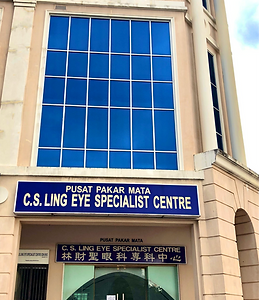 PUSAT PAKAR MATA
C.S. LING EYE SPECIALIST CENTRE
PUSAT PAKAR MATA
C.S. LING EYE SPECIALIST CENTRE
林財聖眼科專科中心